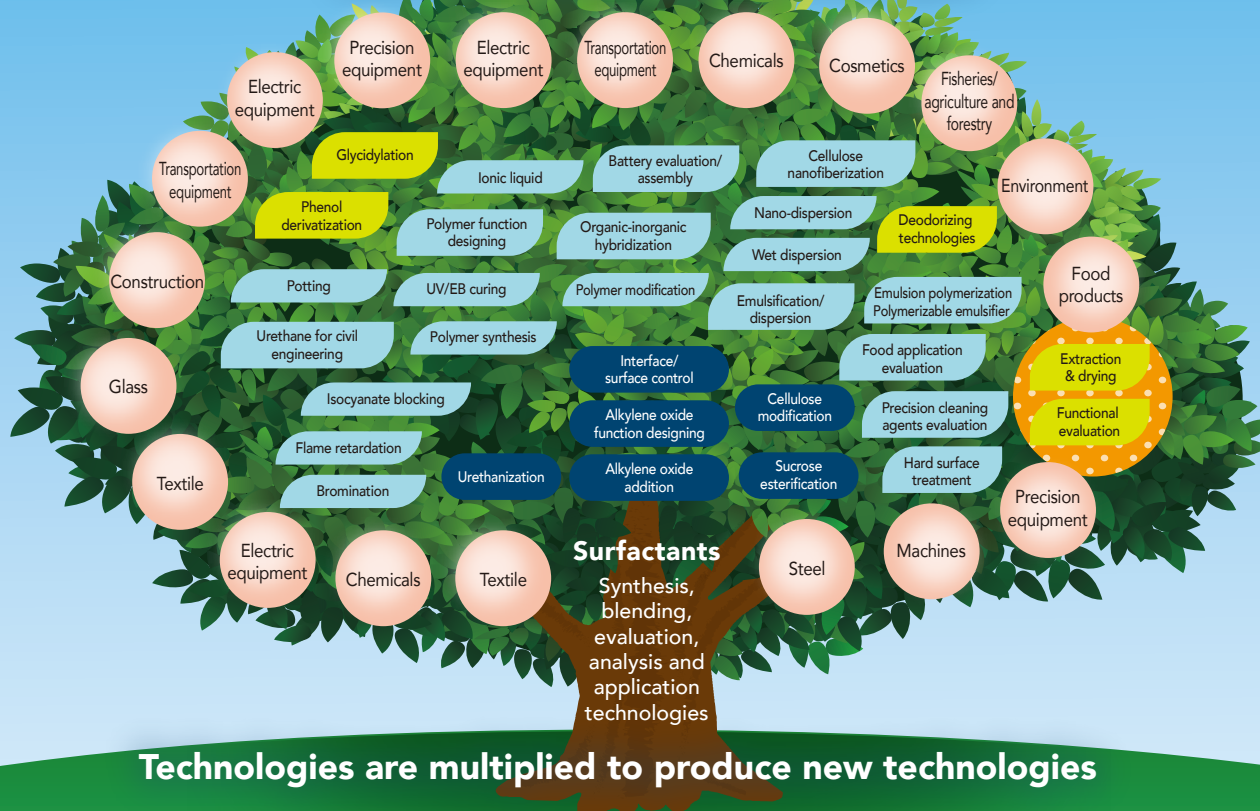 Precision
equipment
Electric
equipment
Transportation
equipment
Chemicals
Cosmetics
Electric
equipment
Fisheries/
agriculture and
forestry
Transportation
equipment
Glycidylation
Ionic liquid
Battery evaluation/
assembly
Cellulose
nanofiberization
Environment
Phenol
derivatization
Polymer function
designing
Organic-inorganic
hybridization
Nano-dispersion
Wet dispersion
Deodorizing
technologies
Construction
Potting
UV/EB curing
Polymer modification
Emulsification/
dispersion
Emulsion polymerization
Polymerizable emulsifier
Food
products
Urethane for civil
engineering
Polymer synthesis
Interface/
surface control
Food application
evaluation
Extraction
& drying
Glass
Isocyanate blocking
Alkylene oxide
function designing
Cellulose
modification
Precision cleaning
agents evaluation
Functional
evaluation
Textile
Flame retardation
Bromination
Urethanization
Alkylene oxide
addition
Sucrose
esterification
Hard surface
treatment
Precision
equipment
Electric
equipment
Chemicals
Textile
Steel
Machines
Surfactants
Synthesis,
blending,
evaluation,
analysis and
application
technologies
Technologies are multiplied to produce new technologies